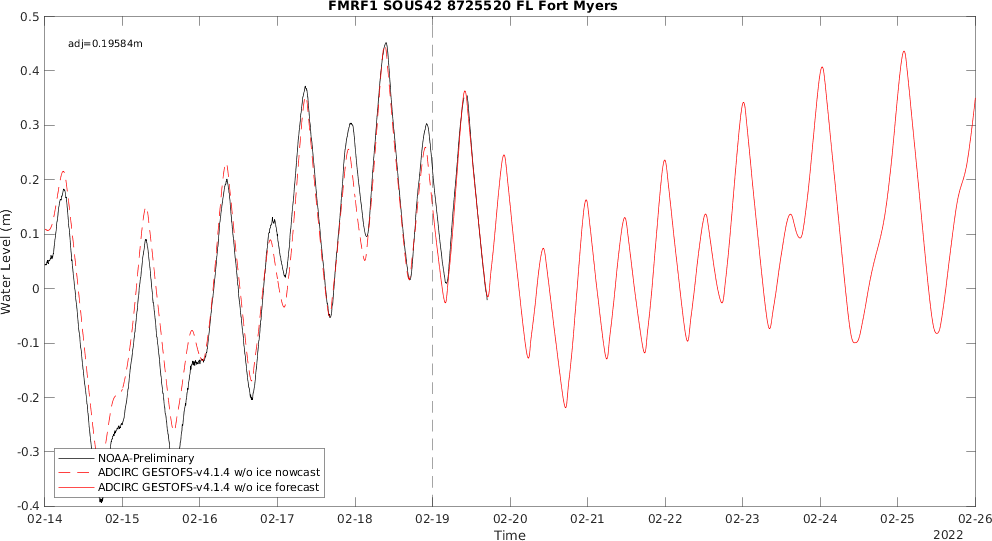 FMRF1 SOUS42 8725520 FL Fort Myers
adj=0.19584m
0.5
0.4
0.3
0.2
0.1
0
-0.1
-0.2
-0.3
-0.4
Water Level (m)
NOAA-Preliminary
ADCIRC GESTOFS-v4.1.4 w/o ice nowcast
ADCIRC GESTOFS-v4.1.4 w/o ice forecast
02-14 02-15 02-16 02-17 02-18 02-19 02-20 02-21 02-22 02-23 02-24 02-25 02-26
Time
2022